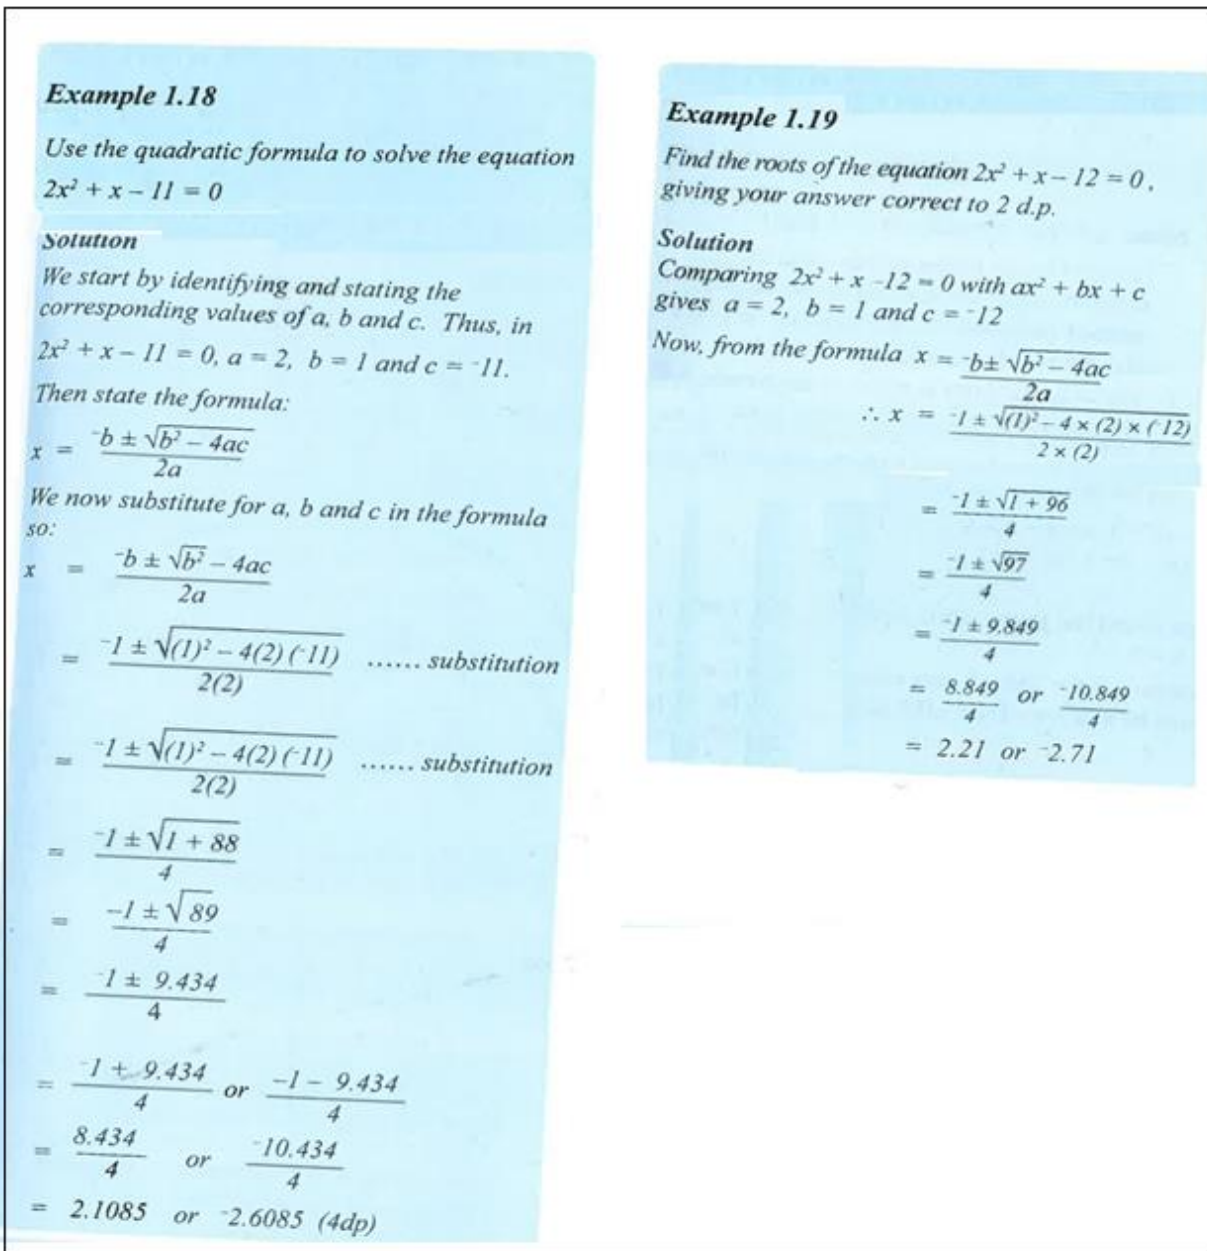 Example 1.18
Use the quadratic formula to solve the equation
2x² + x – 11 = 0
Solution
We start by identifying and stating the
corresponding values of a, b and c. Thus, in
2x² + x – 11 = 0, a = 2, b = 1 and c = ⁻11.
Then state the formula:
x = (⁻b ± √(b² – 4ac)) / 2a
We now substitute for a, b and c in the formula
so:
x = (⁻b ± √b² – 4ac) / 2a
= (⁻1 ± √((1)² – 4(2)(⁻11))) / 2(2) ...... substitution
= (⁻1 ± √((1)² – 4(2)(⁻11))) / 2(2) ...... substitution
= (⁻1 ± √(1 + 88)) / 4
= (–1 ± √89) / 4
= (⁻1 ± 9.434) / 4
= (⁻1 + 9.434) / 4 or (–1 – 9.434) / 4
= 8.434 / 4 or ⁻10.434 / 4
= 2.1085 or ⁻2.6085 (4dp)
Example 1.19
Find the roots of the equation 2x² + x – 12 = 0,
giving your answer correct to 2 d.p.
Solution
Comparing 2x² + x -12 = 0 with ax² + bx + c
gives a = 2, b = 1 and c = ⁻12
Now, from the formula x = (⁻b± √(b² – 4ac)) / 2a
∴ x = (⁻1 ± √((1)² – 4 × (2) × (⁻12))) / 2 × (2)
= (⁻1 ± √(1 + 96)) / 4
= (⁻1 ± √97) / 4
= (⁻1 ± 9.849) / 4
= 8.849 / 4 or ⁻10.849 / 4
= 2.21 or ⁻2.71